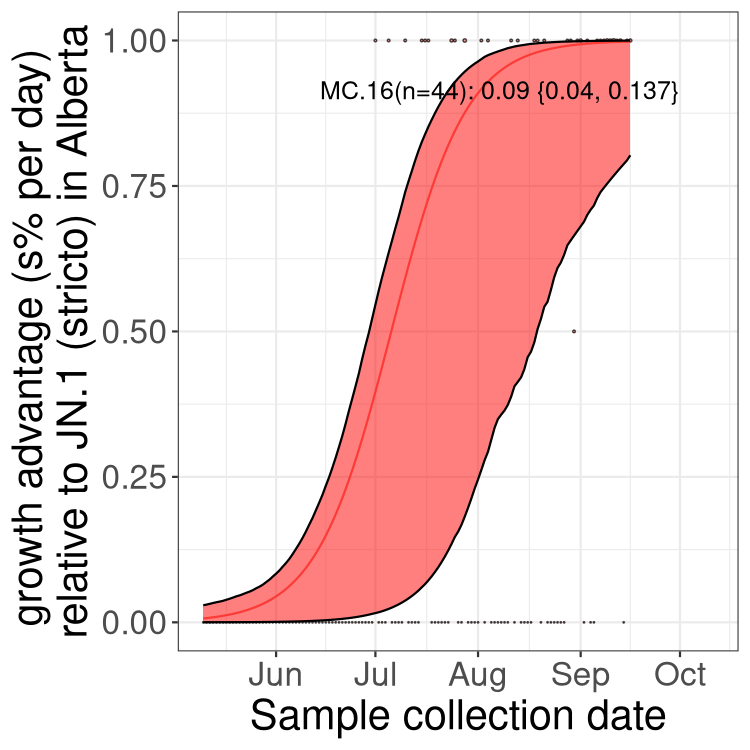 growth advantage (s% per day)
relative to JN.1 (stricto) in Alberta
1.00
0.75
0.50
0.25
0.00
MC.16(n=44): 0.09 {0.04, 0.137}
Jun Jul Aug Sep Oct
Sample collection date